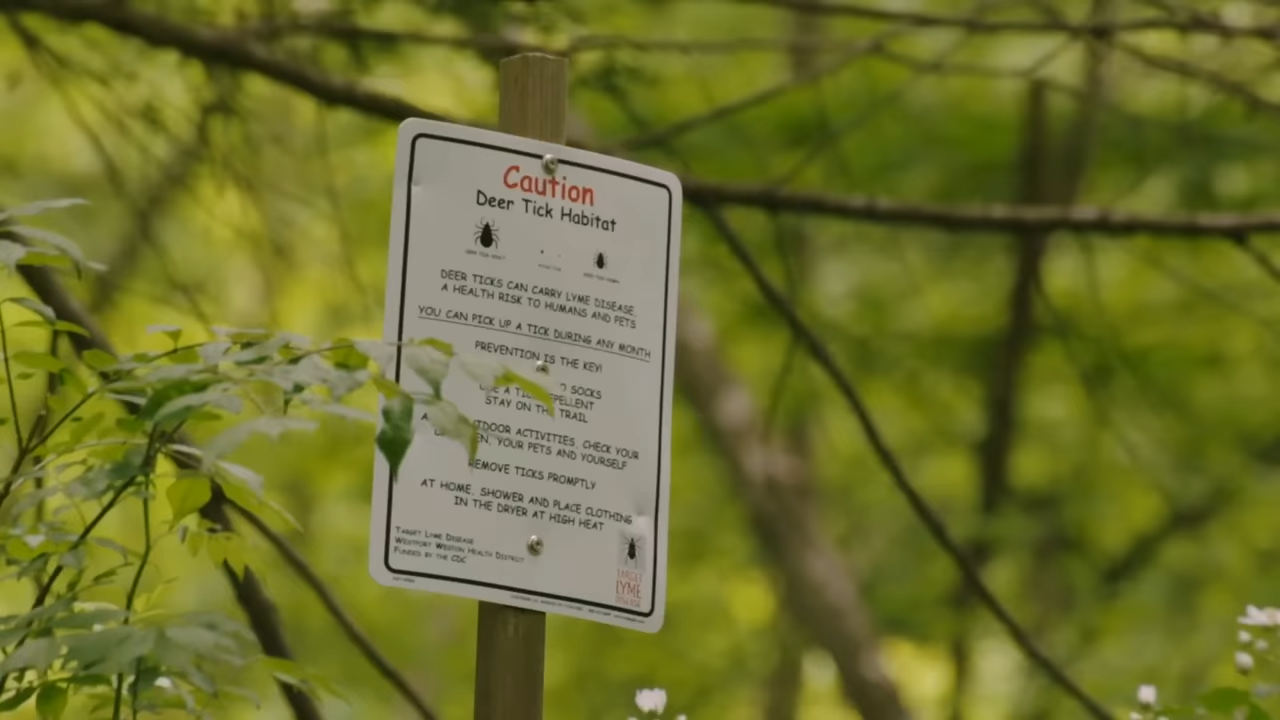 Caution
Deer Tick Habitat
DEER TICKS CAN CARRY LYME DISEASE,
A HEALTH RISK TO HUMANS AND PETS
YOU CAN PICK UP A TICK DURING ANY MONTH
PREVENTION IS THE KEY!
SOCKS
STAY ON THE TRAIL
ACTIVITIES, CHECK YOUR
YOUR PETS AND YOURSELF
REMOVE TICKS PROMPTLY
AT HOME, SHOWER AND PLACE CLOTHING
IN THE DRYER AT HIGH HEAT
TARGET LYME DISEASE
WESTPORT WESTON HEALTH DISTRICT
FUNDED BY THE CDC
TARGET
LYME
DISEASE